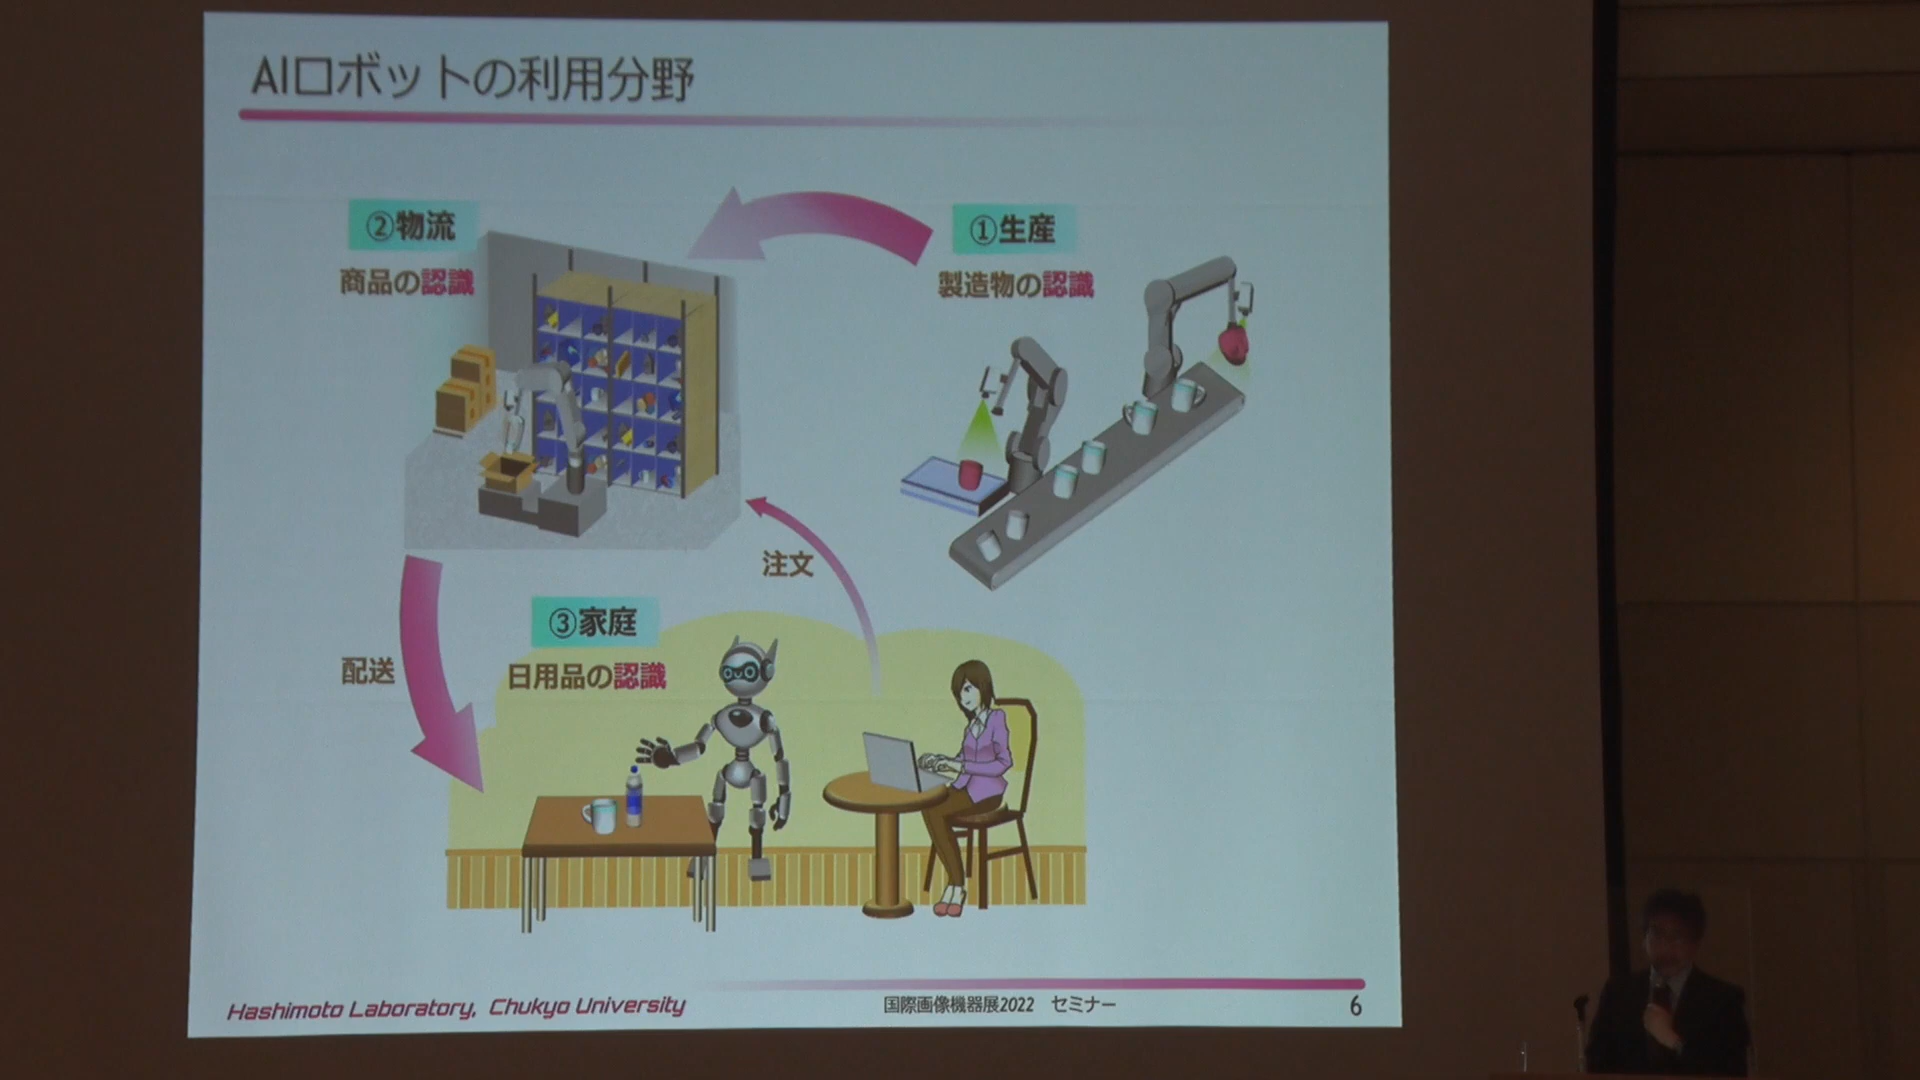 AIロボットの利用分野
②物流
商品の認識
①生産
製造物の認識
注文
③家庭
日用品の認識
配送
Hashimoto Laboratory, Chukyo University
国際画像機器展2022 セミナー
6